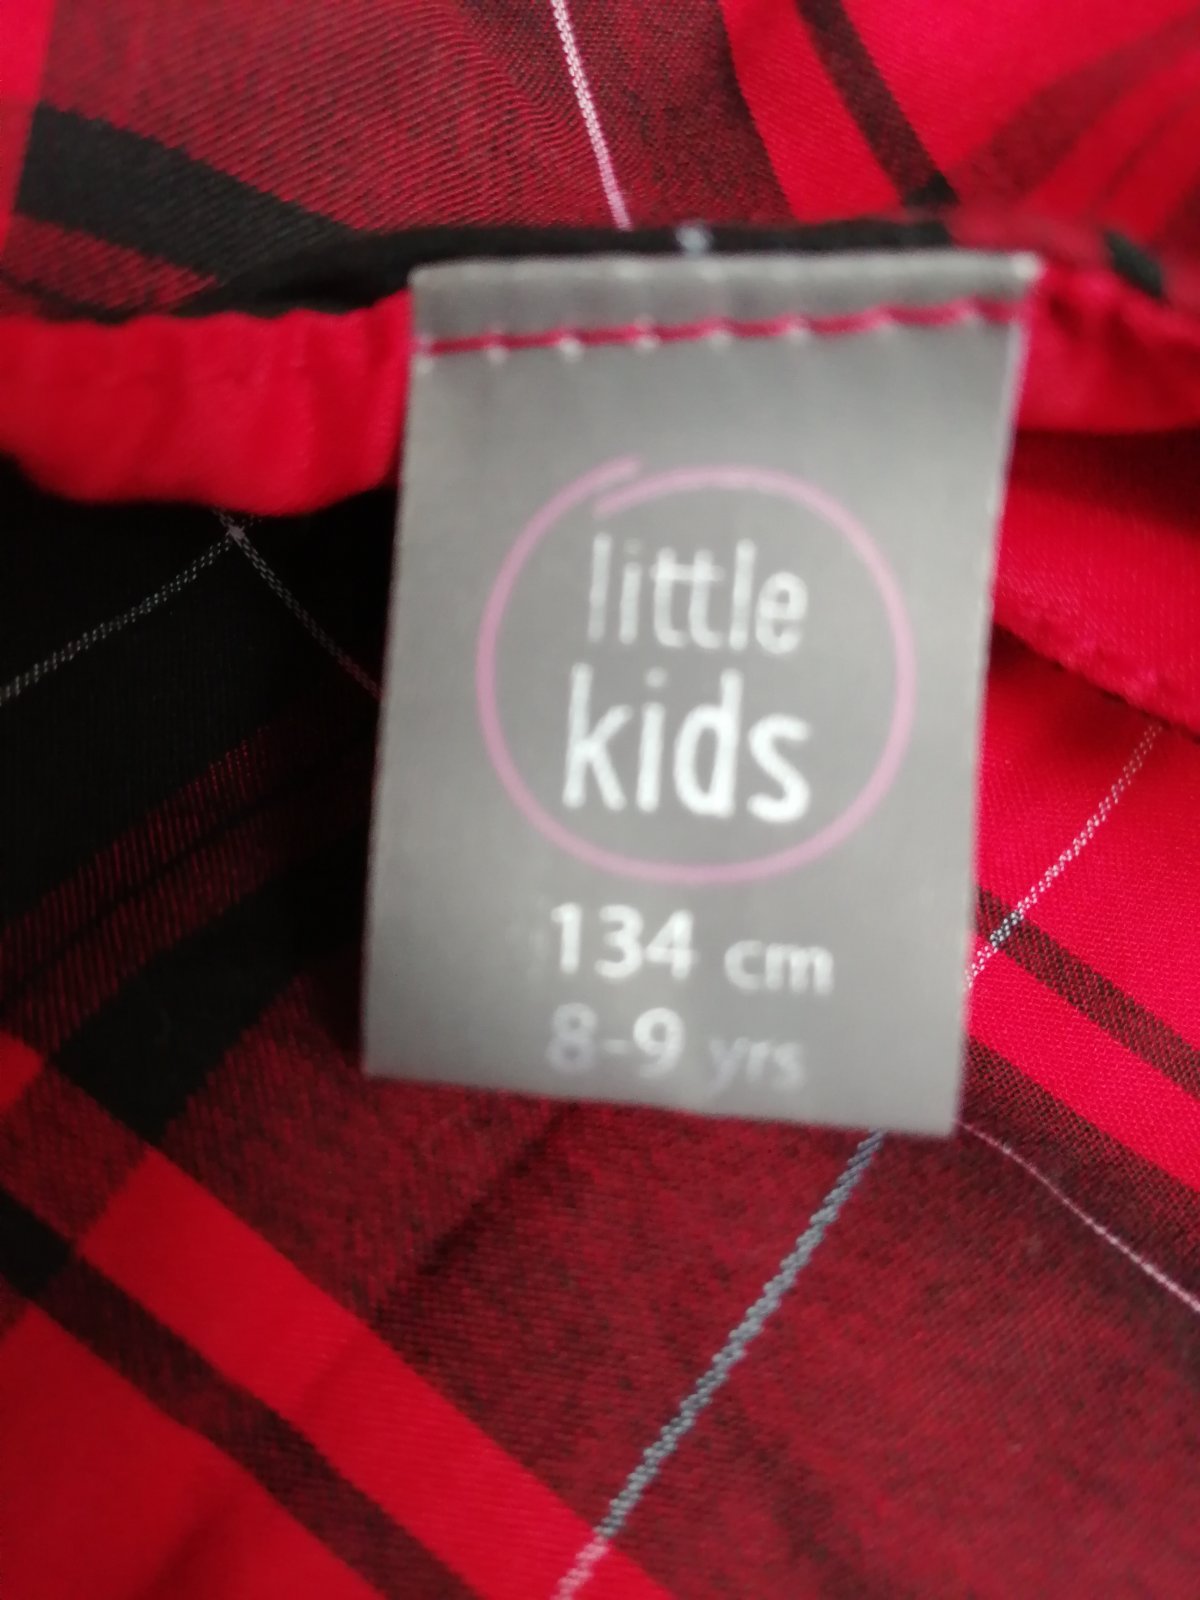 little
kids
134 cm
8-9 yrs